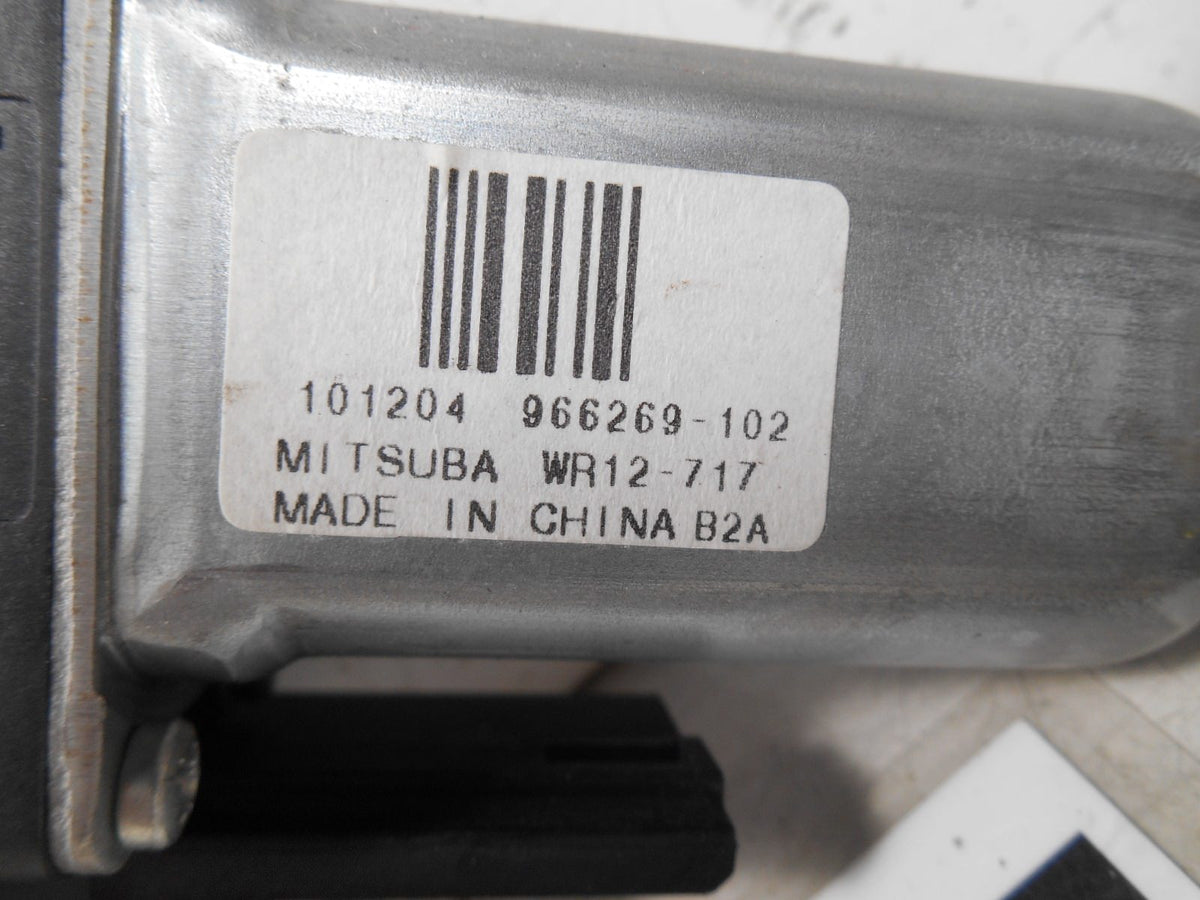 101204 966269-102
MITSUBA WR12-717
MADE IN CHINA B2A